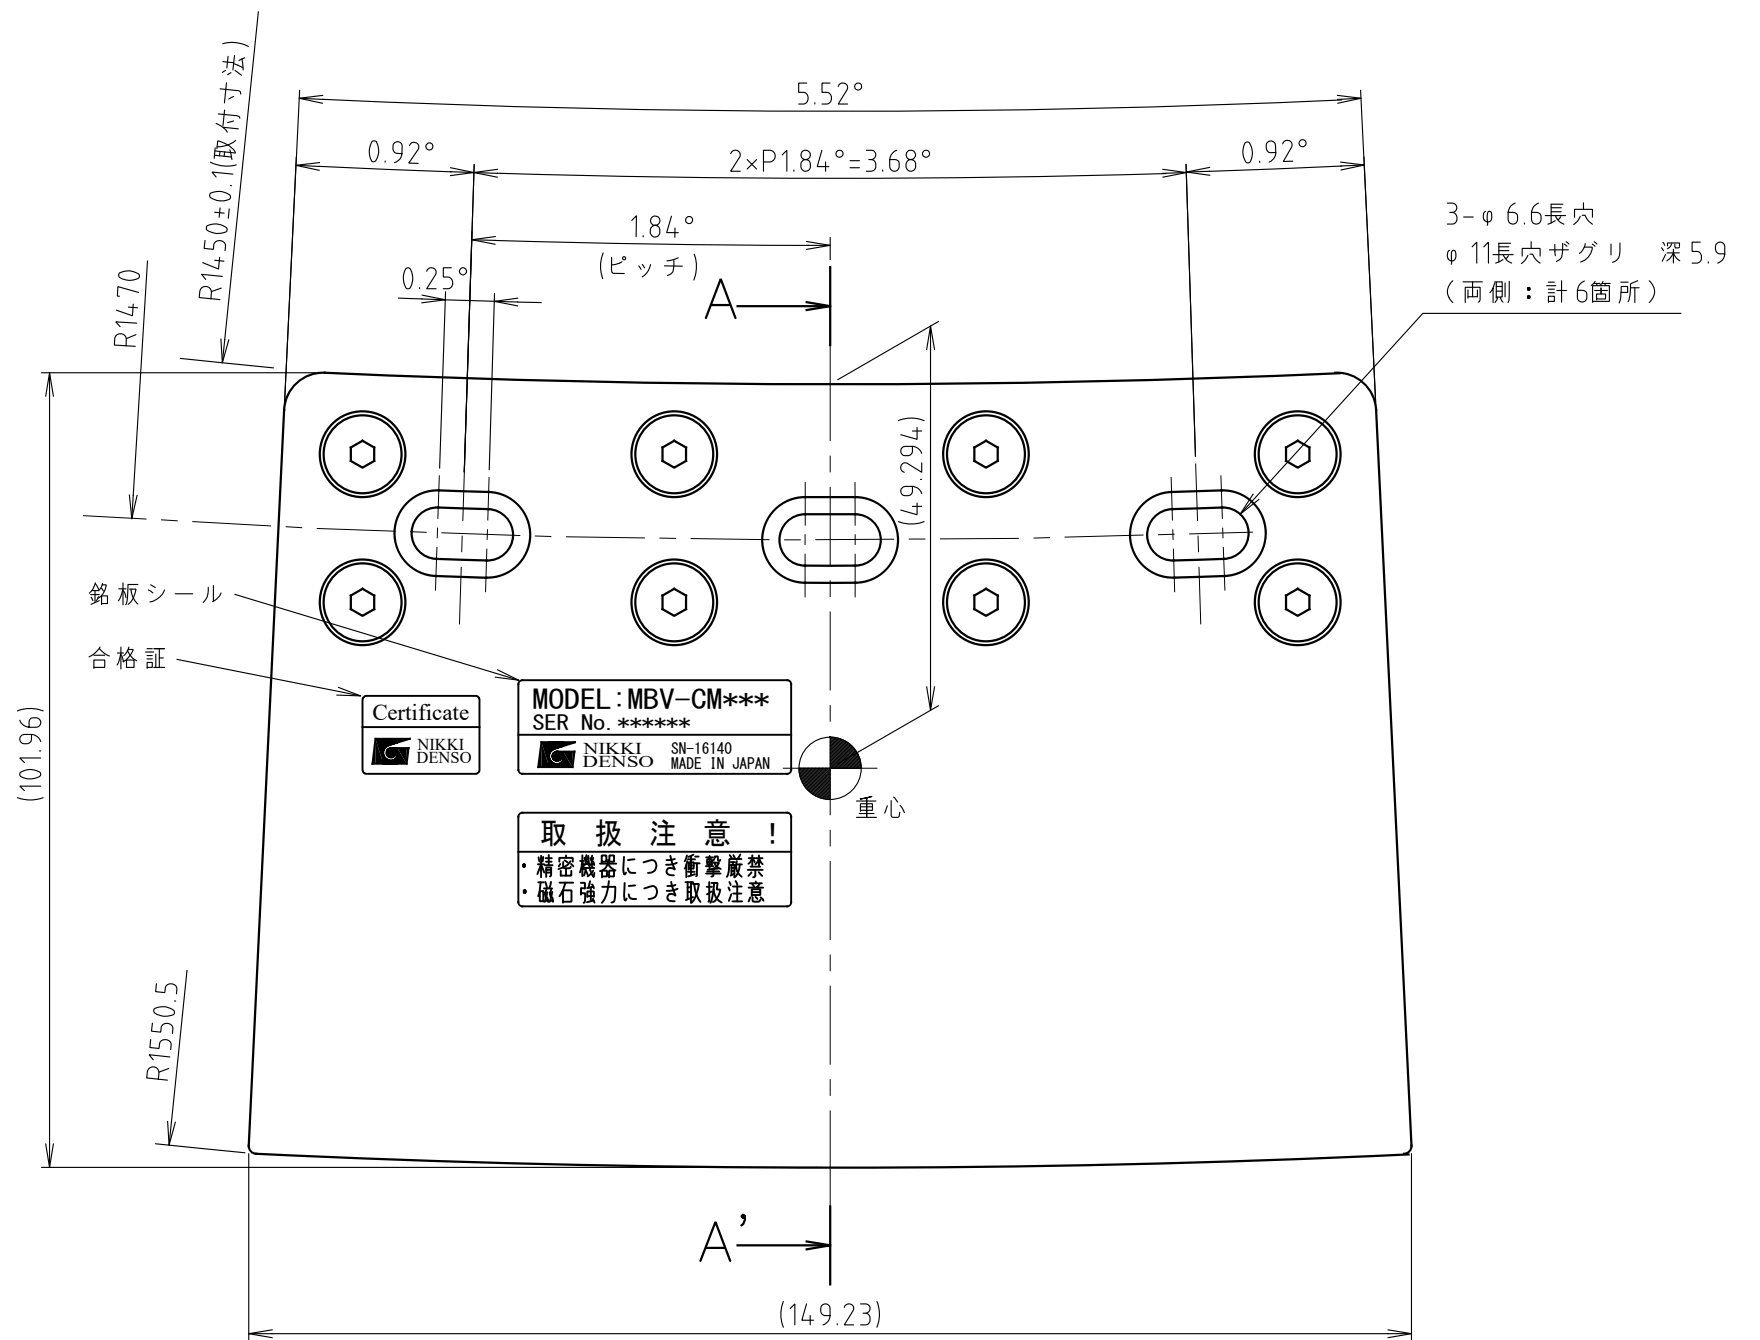 5.52°
R1450±0.1(取付寸法)
0.92°
2×P1.84°=3.68°
0.92°
1.84°
(ピッチ)
0.25°
3-φ6.6長穴
φ11長穴ザグリ 深5.9
(両側：計6箇所)
A
R1470
(49.294)
銘板シール
合格証
Certificate
NIKKI
DENSO
MODEL:MBV-CM***
SER No.******
NIKKI
DENSO
SN-16140
MADE IN JAPAN
重心
取扱注意！
・精密機器につき衝撃厳禁
・磁石強力につき取扱注意
(101.96)
R1550.5
A'
(149.23)